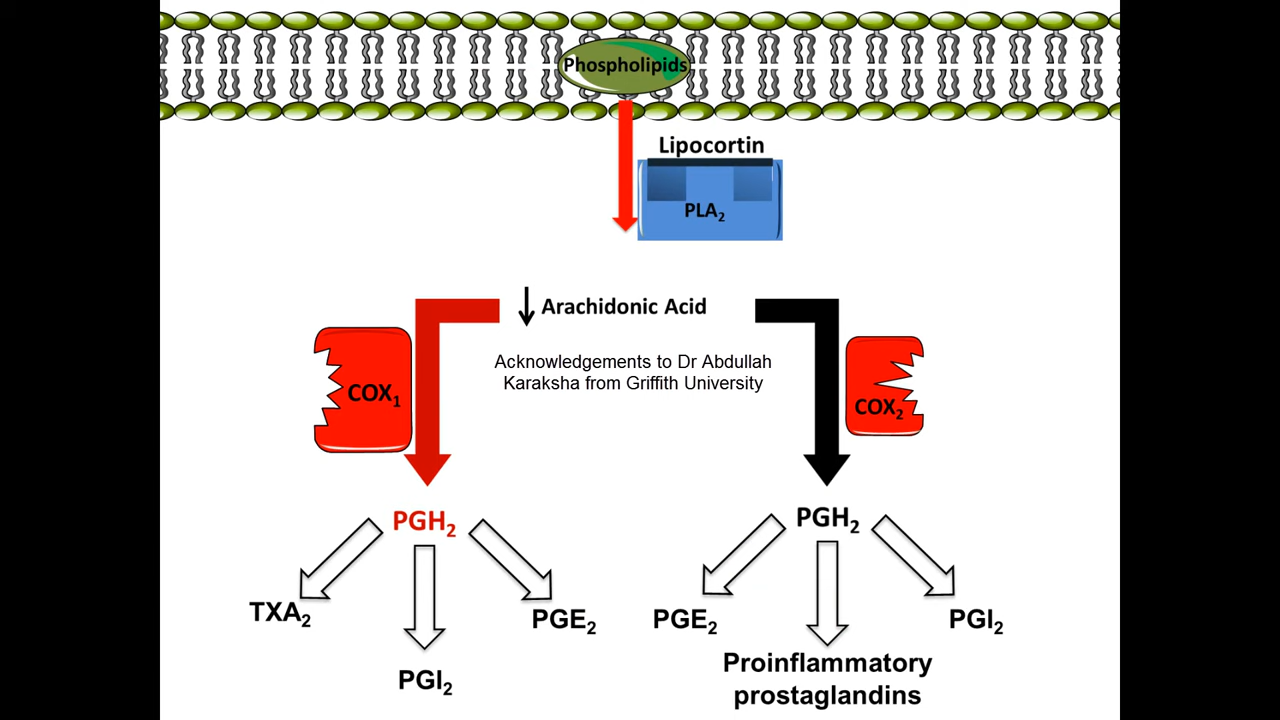 Phospholipids
Lipocortin
PLA₂
Arachidonic Acid
Acknowledgements to Dr Abdullah
Karaksha from Griffith University
COX₁
COX₂
PGH₂
PGH₂
TXA₂
PGI₂
PGE₂
PGE₂
Proinflammatory
prostaglandins
PGI₂